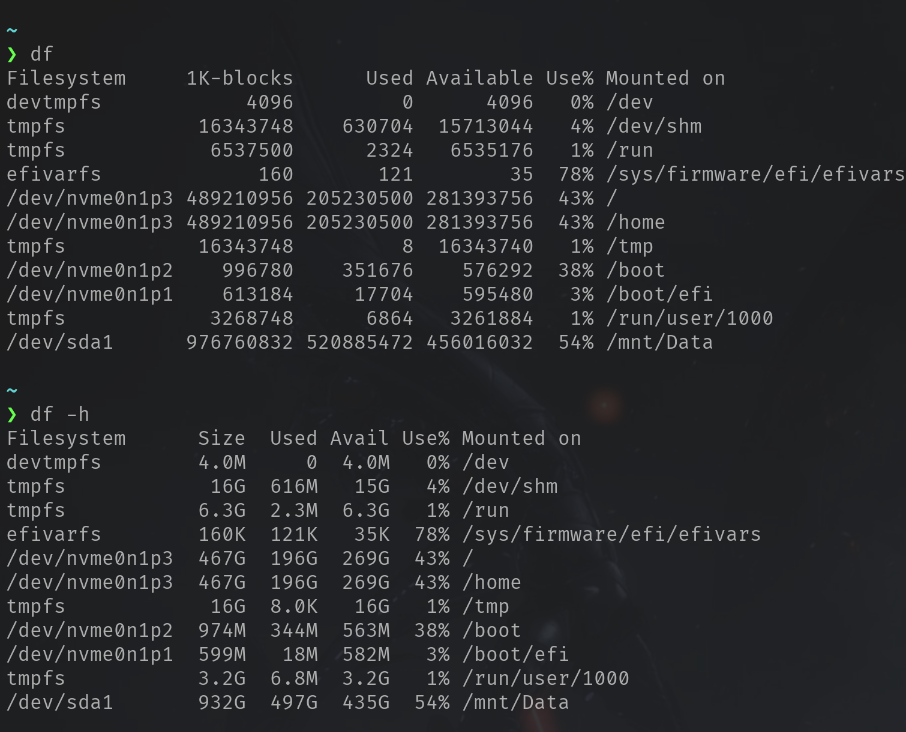 ~
❯ df
Filesystem     1K-blocks      Used Available Use% Mounted on
devtmpfs            4096         0      4096   0% /dev
tmpfs           16343748    630704  15713044   4% /dev/shm
tmpfs            6537500      2324   6535176   1% /run
efivarfs             160       121        35  78% /sys/firmware/efi/efivars
/dev/nvme0n1p3 489210956 205230500 281393756  43% /
/dev/nvme0n1p3 489210956 205230500 281393756  43% /home
tmpfs           16343748         8  16343740   1% /tmp
/dev/nvme0n1p2    996780    351676    576292  38% /boot
/dev/nvme0n1p1    613184     17704    595480   3% /boot/efi
tmpfs            3268748      6864   3261884   1% /run/user/1000
/dev/sda1      976760832 520885472 456016032  54% /mnt/Data
~
❯ df -h
Filesystem      Size  Used Avail Use% Mounted on
devtmpfs        4.0M     0  4.0M   0% /dev
tmpfs            16G  616M   15G   4% /dev/shm
tmpfs           6.3G  2.3M  6.3G   1% /run
efivarfs        160K  121K   35K  78% /sys/firmware/efi/efivars
/dev/nvme0n1p3  467G  196G  269G  43% /
/dev/nvme0n1p3  467G  196G  269G  43% /home
tmpfs            16G  8.0K   16G   1% /tmp
/dev/nvme0n1p2  974M  344M  563M  38% /boot
/dev/nvme0n1p1  599M   18M  582M   3% /boot/efi
tmpfs           3.2G  6.8M  3.2G   1% /run/user/1000
/dev/sda1       932G  497G  435G  54% /mnt/Data